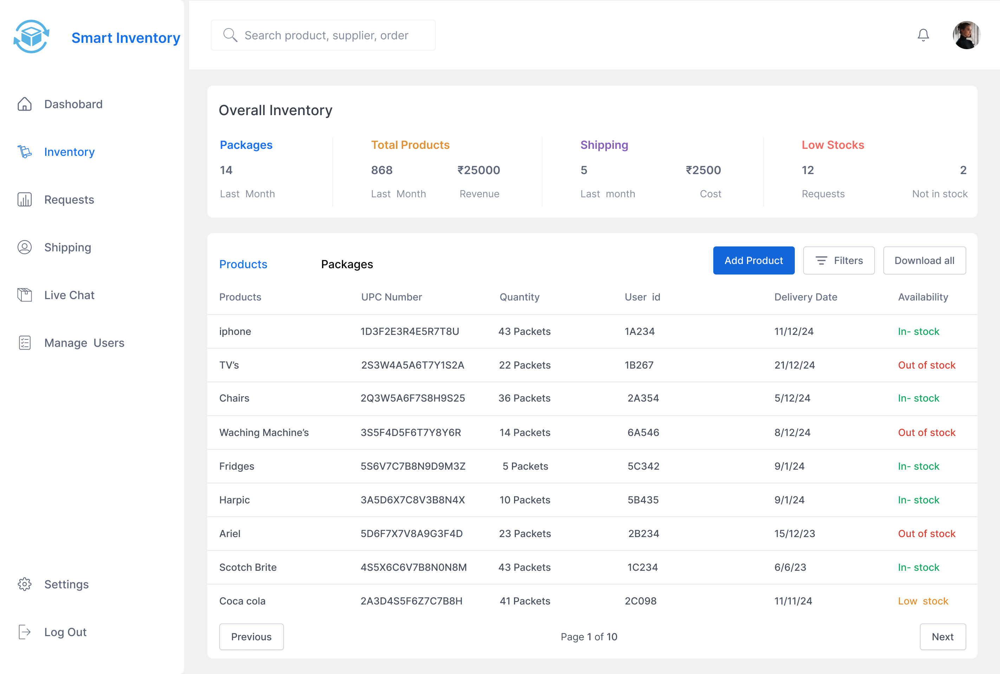 Smart Inventory
Search product, supplier, order
Dashobard
Inventory
Requests
Shipping
Live Chat
Manage Users
Settings
Log Out
Overall Inventory
Packages Total Products Shipping Low Stocks
14 868 ₹25000 5 ₹2500 12 2
Last Month Last Month Revenue Last month Cost Requests Not in stock
Products Packages Add Product Filters Download all
Products UPC Number Quantity User id Delivery Date Availability
iphone 1D3F2E3R4E5R7T8U 43 Packets 1A234 11/12/24 In- stock
TV’s 2S3W4A5A6T7Y1S2A 22 Packets 1B267 21/12/24 Out of stock
Chairs 2Q3W5A6F7S8H9S25 36 Packets 2A354 5/12/24 In- stock
Waching Machine’s 3S5F4D5F6T7Y8Y6R 14 Packets 6A546 8/12/24 Out of stock
Fridges 5S6V7C7B8N9D9M3Z 5 Packets 5C342 9/1/24 In- stock
Harpic 3A5D6X7C8V3B8N4X 10 Packets 5B435 9/1/24 In- stock
Ariel 5D6F7X7V8A9G3F4D 23 Packets 2B234 15/12/23 Out of stock
Scotch Brite 4S5X6C6V7B8N0N8M 43 Packets 1C234 6/6/23 In- stock
Coca cola 2A3D4S5F6Z7C7B8H 41 Packets 2C098 11/11/24 Low stock
Previous Page 1 of 10 Next